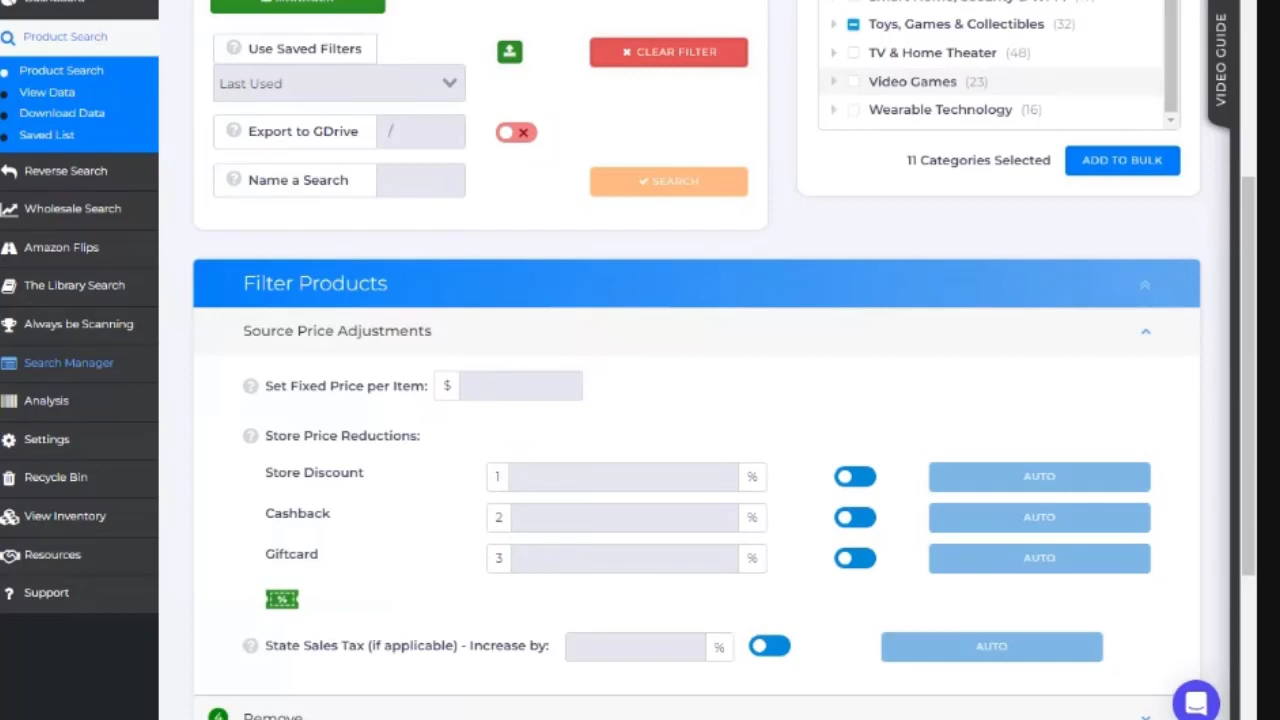 Product Search
Product Search
View Data
Download Data
Saved List
Reverse Search
Wholesale Search
Amazon Flips
The Library Search
Always be Scanning
Search Manager
Analysis
Settings
Recycle Bin
View Inventory
Resources
Support
? Use Saved Filters
CLEAR FILTER
Last Used
? Export to GDrive /
? Name a Search
SEARCH
Toys, Games & Collectibles (32)
TV & Home Theater (48)
Video Games (23)
Wearable Technology (16)
11 Categories Selected ADD TO BULK
VIDEO GUIDE
Filter Products
Source Price Adjustments
? Set Fixed Price per Item: $
? Store Price Reductions:
Store Discount 1 % AUTO
Cashback 2 % AUTO
Giftcard 3 % AUTO
%
? State Sales Tax (if applicable) - Increase by: % AUTO
4 Remove